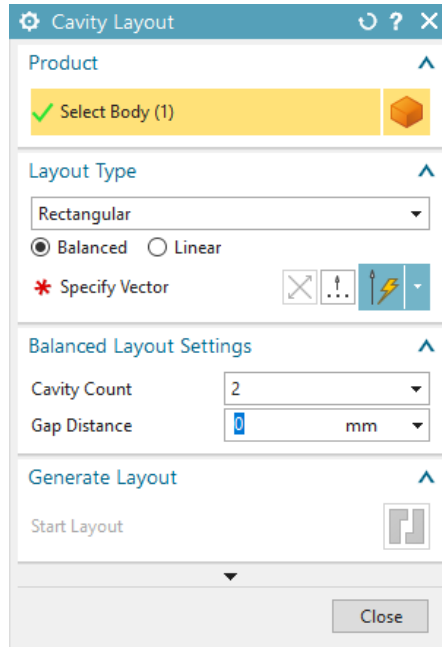 Cavity Layout ?
Product
Select Body (1)
Layout Type
Rectangular
Balanced Linear
* Specify Vector
Balanced Layout Settings
Cavity Count 2
Gap Distance 0 mm
Generate Layout
Start Layout
Close